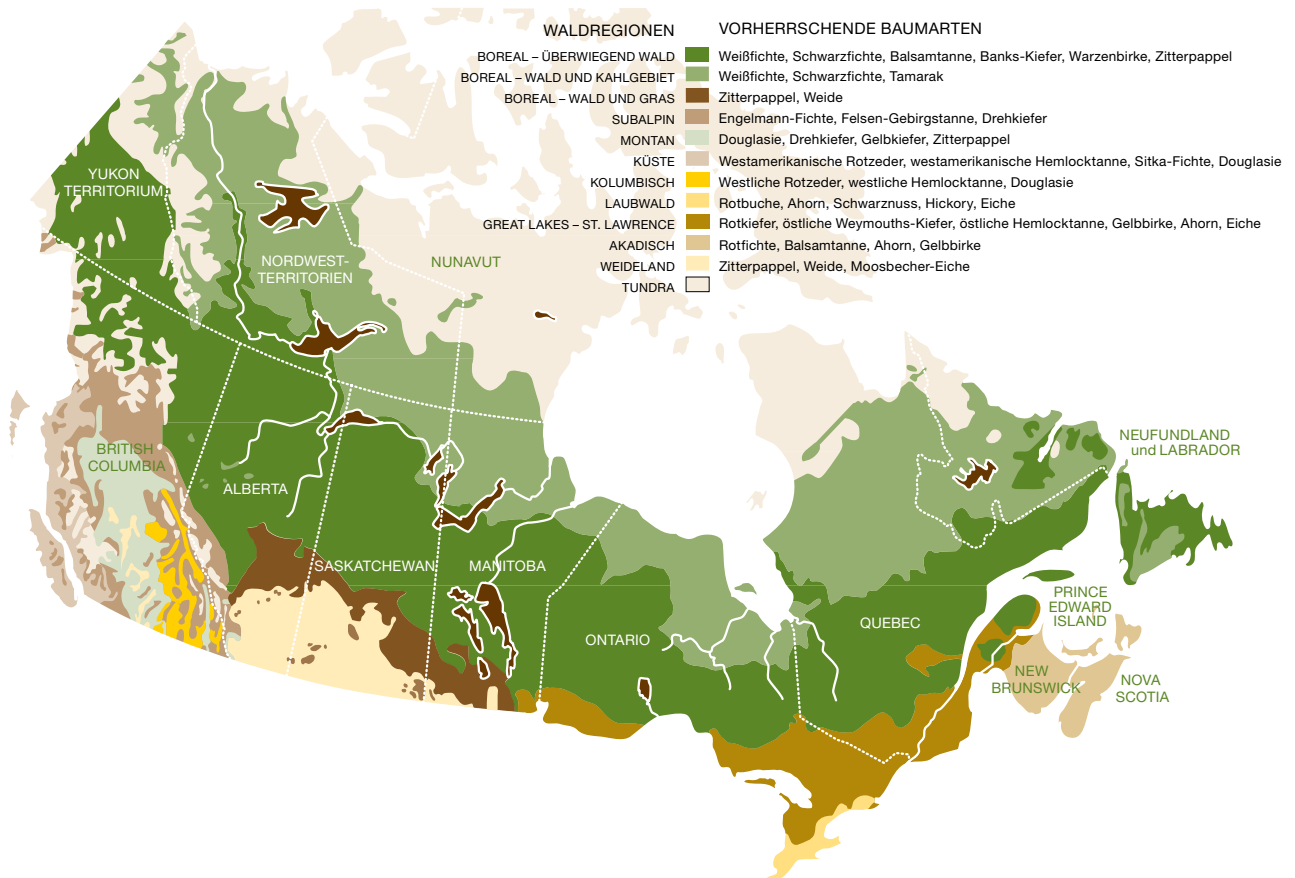 WALDREGIONEN VORHERRSCHENDE BAUMARTEN
BOREAL – ÜBERWIEGEND WALD Weißfichte, Schwarzfichte, Balsamtanne, Banks-Kiefer, Warzenbirke, Zitterpappel
BOREAL – WALD UND KAHLGEBIET Weißfichte, Schwarzfichte, Tamarak
BOREAL – WALD UND GRAS Zitterpappel, Weide
SUBALPIN Engelmann-Fichte, Felsen-Gebirgstanne, Drehkiefer
MONTAN Douglasie, Drehkiefer, Gelbkiefer, Zitterpappel
KÜSTE Westamerikanische Rotzeder, westamerikanische Hemlocktanne, Sitka-Fichte, Douglasie
KOLUMBISCH Westliche Rotzeder, westliche Hemlocktanne, Douglasie
LAUBWALD Rotbuche, Ahorn, Schwarznuss, Hickory, Eiche
GREAT LAKES – ST. LAWRENCE Rotkiefer, östliche Weymouths-Kiefer, östliche Hemlocktanne, Gelbbirke, Ahorn, Eiche
AKADISCH Rotfichte, Balsamtanne, Ahorn, Gelbbirke
WEIDELAND Zitterpappel, Weide, Moosbecher-Eiche
TUNDRA
YUKON
TERRITORIUM
NORDWEST-
TERRITORIEN
NUNAVUT
BRITISH
COLUMBIA
ALBERTA
SASKATCHEWAN
MANITOBA
ONTARIO
QUEBEC
NEUFUNDLAND
und LABRADOR
PRINCE
EDWARD
ISLAND
NEW
BRUNSWICK
NOVA
SCOTIA